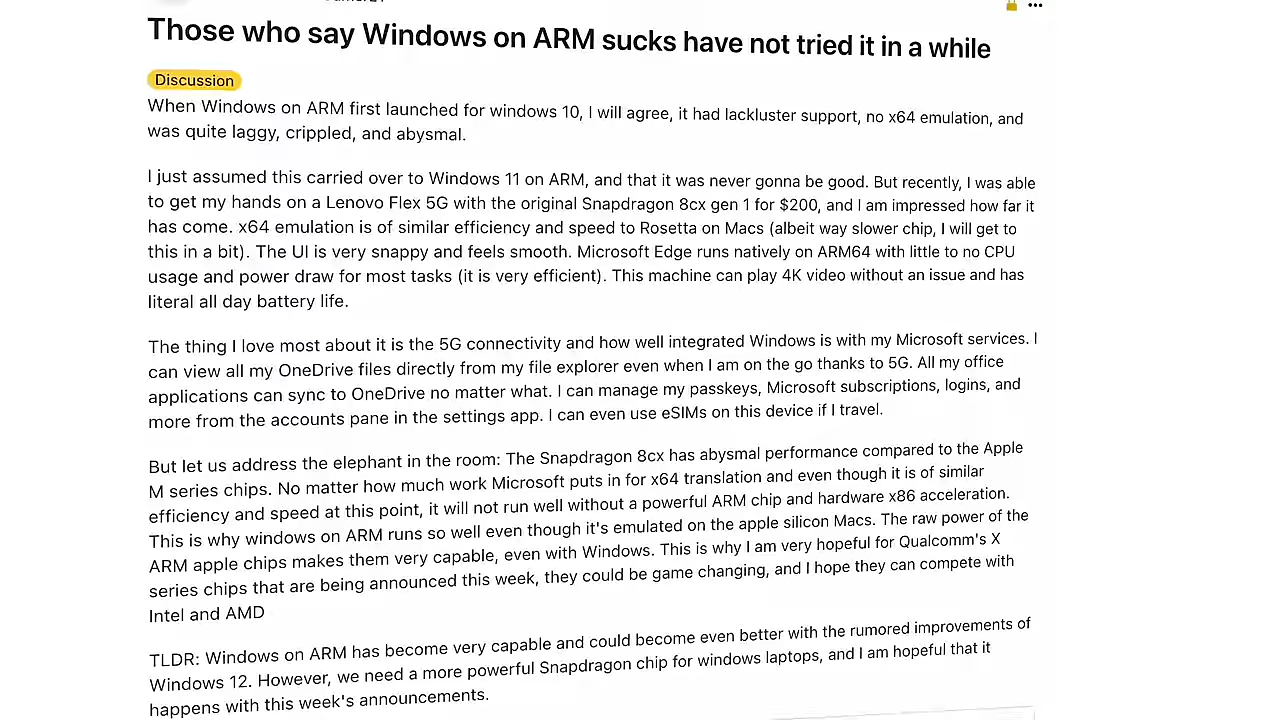 Those who say Windows on ARM sucks have not tried it in a while
Discussion
When Windows on ARM first launched for windows 10, I will agree, it had lackluster support, no x64 emulation, and
was quite laggy, crippled, and abysmal.
I just assumed this carried over to Windows 11 on ARM, and that it was never gonna be good. But recently, I was able
to get my hands on a Lenovo Flex 5G with the original Snapdragon 8cx gen 1 for $200, and I am impressed how far it
has come. x64 emulation is of similar efficiency and speed to Rosetta on Macs (albeit way slower chip, I will get to
this in a bit). The UI is very snappy and feels smooth. Microsoft Edge runs natively on ARM64 with little to no CPU
usage and power draw for most tasks (it is very efficient). This machine can play 4K video without an issue and has
literal all day battery life.
The thing I love most about it is the 5G connectivity and how well integrated Windows is with my Microsoft services. I
can view all my OneDrive files directly from my file explorer even when I am on the go thanks to 5G. All my office
applications can sync to OneDrive no matter what. I can manage my passkeys, Microsoft subscriptions, logins, and
more from the accounts pane in the settings app. I can even use eSIMs on this device if I travel.
But let us address the elephant in the room: The Snapdragon 8cx has abysmal performance compared to the Apple
M series chips. No matter how much work Microsoft puts in for x64 translation and even though it is of similar
efficiency and speed at this point, it will not run well without a powerful ARM chip and hardware x86 acceleration.
This is why windows on ARM runs so well even though it's emulated on the apple silicon Macs. The raw power of the
ARM apple chips makes them very capable, even with Windows. This is why I am very hopeful for Qualcomm's X
series chips that are being announced this week, they could be game changing, and I hope they can compete with
Intel and AMD
TLDR: Windows on ARM has become very capable and could become even better with the rumored improvements of
Windows 12. However, we need a more powerful Snapdragon chip for windows laptops, and I am hopeful that it
happens with this week's announcements.